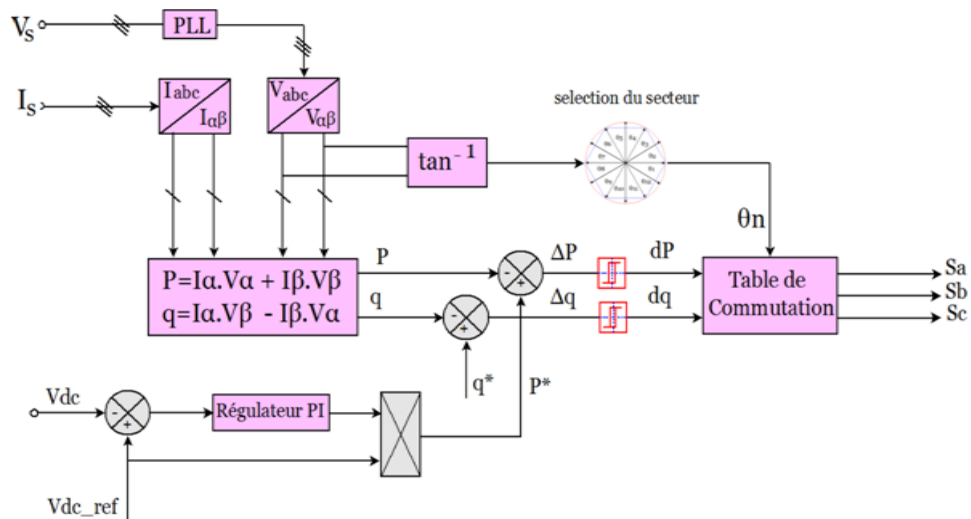 Vs
PLL
Is
Iabc
Iαβ
Vabc
Vαβ
selection du secteur
tan⁻¹
θn
P=Iα.Vα + Iβ.Vβ
q=Iα.Vβ - Iβ.Vα
P
q
-
+
-
+
ΔP
Δq
dP
dq
Table de
Commutation
Sa
Sb
Sc
q*
P*
Vdc
-
+
Régulateur PI
Vdc_ref